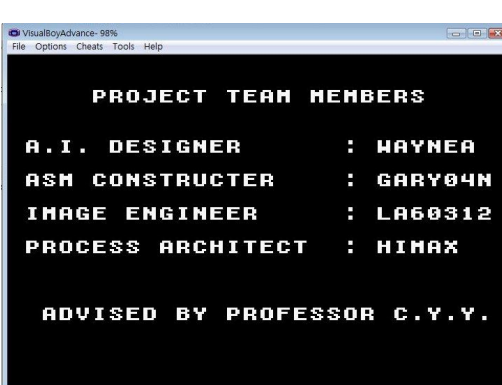 VisualBoyAdvance- 98%
File Options Cheats Tools Help
PROJECT TEAM MEMBERS
A.I. DESIGNER : WAYNEA
ASM CONSTRUCTER : GARY04N
IMAGE ENGINEER : LA60312
PROCESS ARCHITECT : HIMAX
ADVISED BY PROFESSOR C.Y.Y.